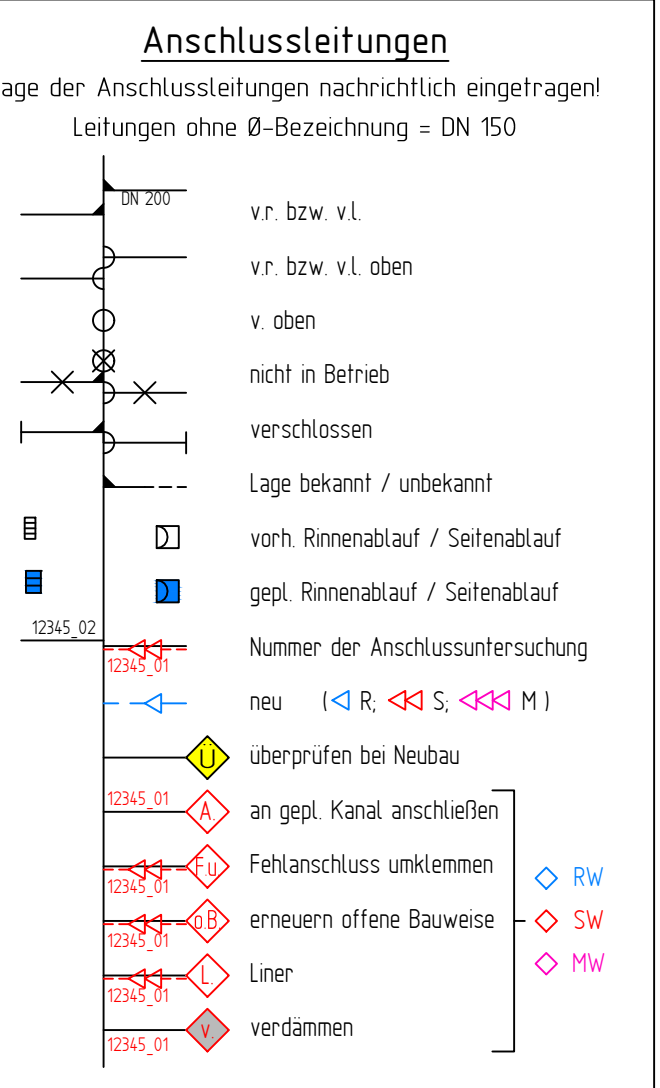 Anschlussleitungen
age der Anschlussleitungen nachrichtlich eingetragen!
Leitungen ohne Ø-Bezeichnung = DN 150
DN 200
v.r. bzw. v.l.
v.r. bzw. v.l. oben
v. oben
nicht in Betrieb
verschlossen
Lage bekannt / unbekannt
vorh. Rinnenablauf / Seitenablauf
gepl. Rinnenablauf / Seitenablauf
12345_02
12345_01
Nummer der Anschlussuntersuchung
neu ( R; S; M )
Ü
überprüfen bei Neubau
12345_01
A.
an gepl. Kanal anschließen
12345_01
F.u
Fehlanschluss umklemmen
RW
12345_01
o.B.
erneuern offene Bauweise
SW
12345_01
L.
Liner
MW
12345_01
v.
verdämmen